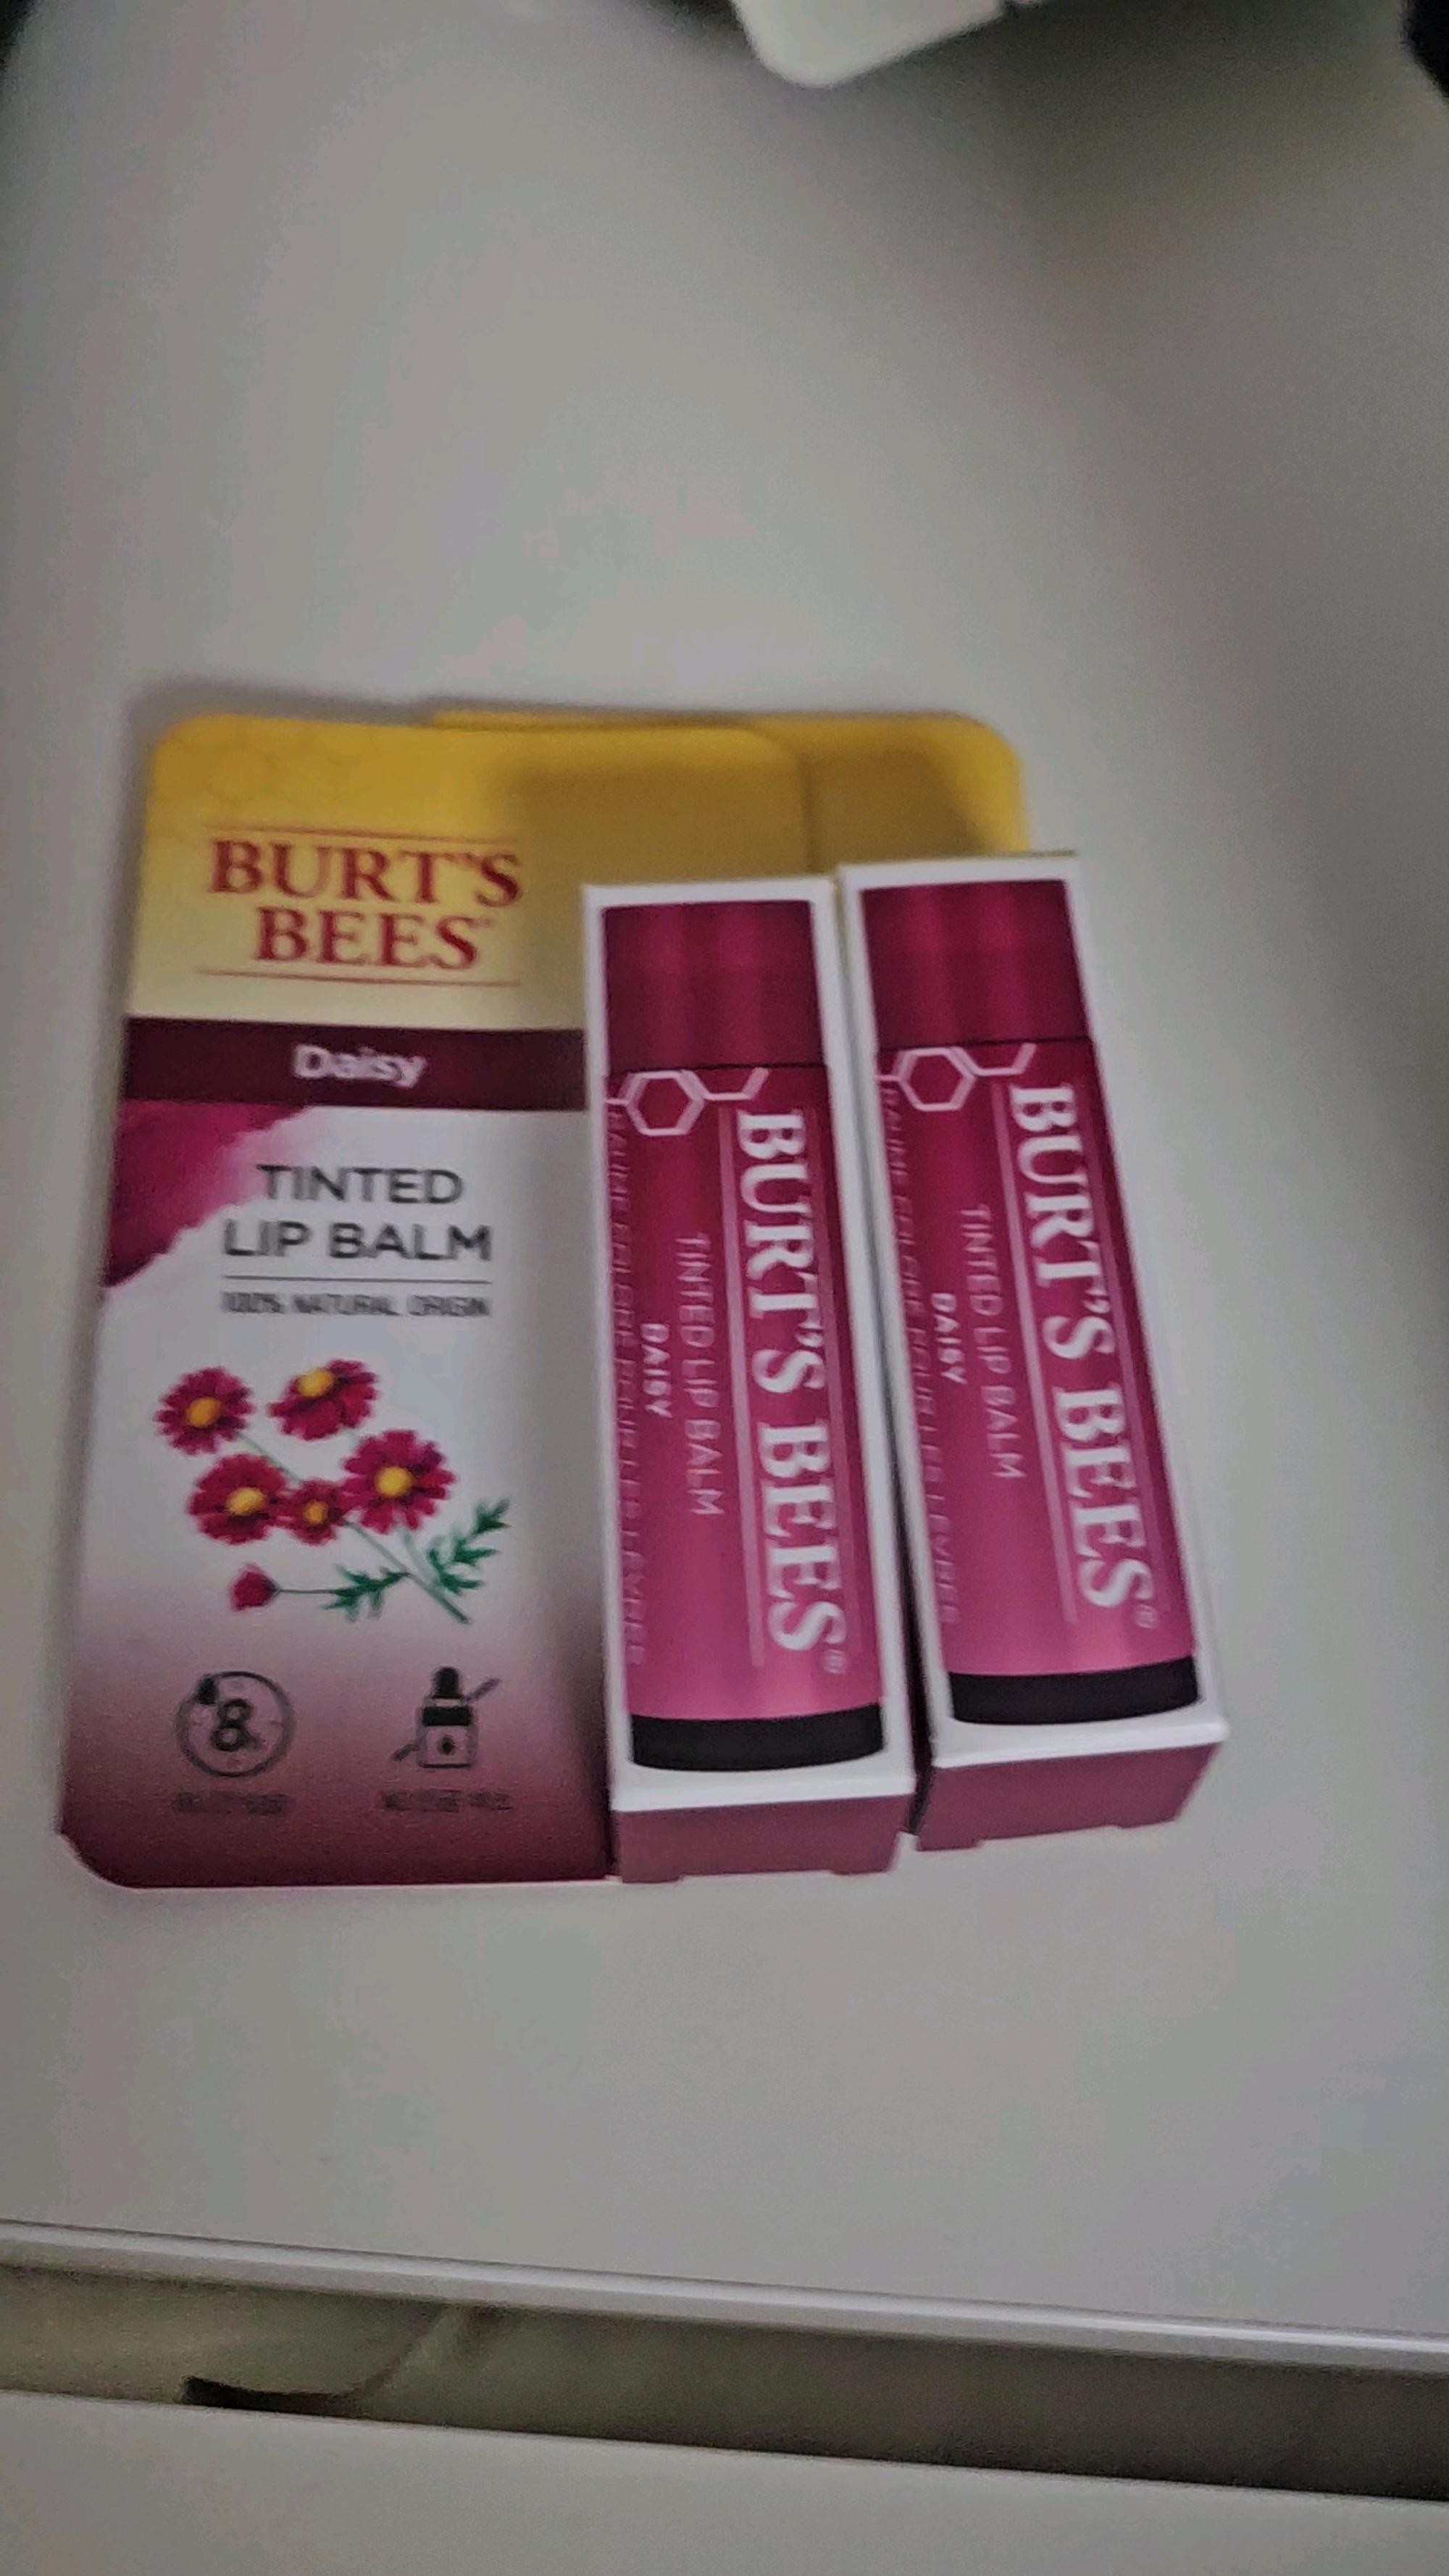 BURT'S
BEES
Daisy
TINTED
LIP BALM
100% NATURAL ORIGIN
8
BURT'S BEES®
TINTED LIP BALM
DAISY
BURT'S BEES®
TINTED LIP BALM
DAISY